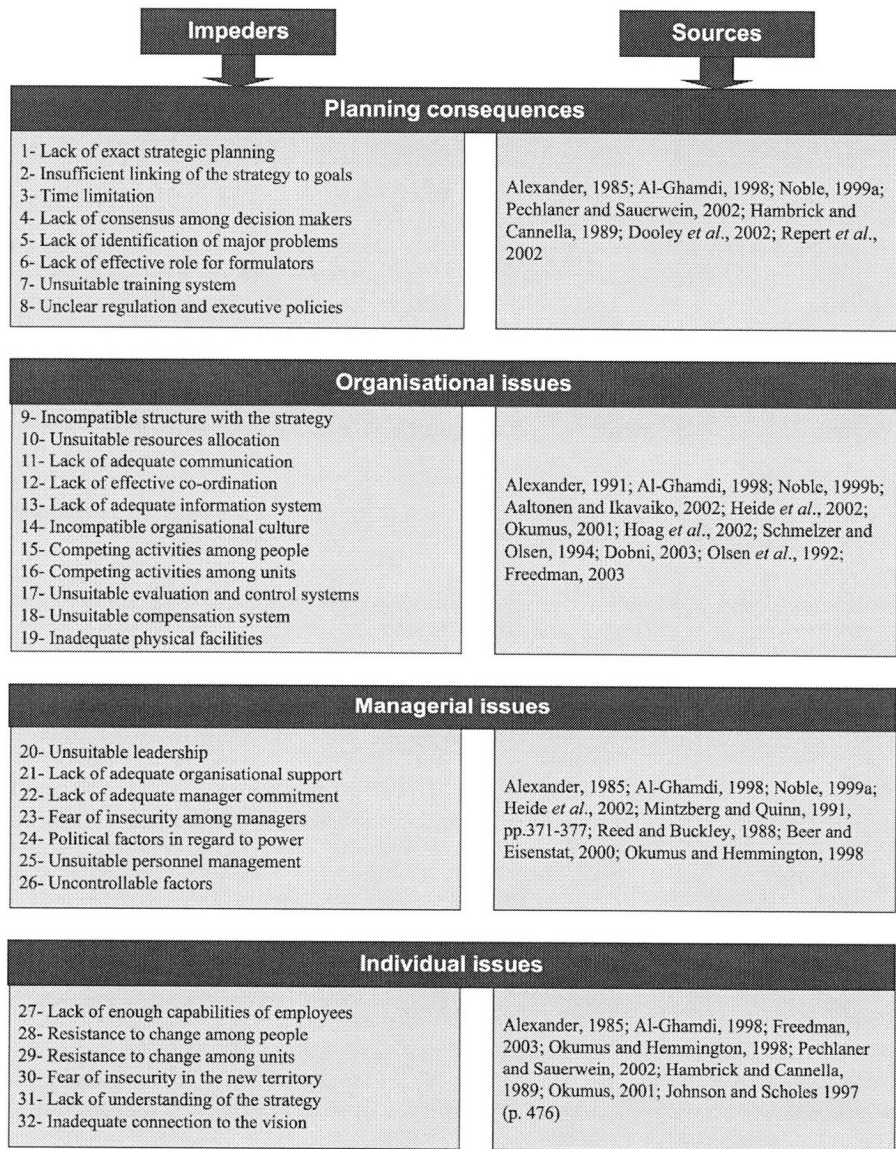 Impeders
Sources
Planning consequences
1- Lack of exact strategic planning
2- Insufficient linking of the strategy to goals
3- Time limitation
4- Lack of consensus among decision makers
5- Lack of identification of major problems
6- Lack of effective role for formulators
7- Unsuitable training system
8- Unclear regulation and executive policies
Alexander, 1985; Al-Ghamdi, 1998; Noble, 1999a;
Pechlaner and Sauerwein, 2002; Hambrick and
Cannella, 1989; Dooley et al., 2002; Repert et al.,
2002
Organisational issues
9- Incompatible structure with the strategy
10- Unsuitable resources allocation
11- Lack of adequate communication
12- Lack of effective co-ordination
13- Lack of adequate information system
14- Incompatible organisational culture
15- Competing activities among people
16- Competing activities among units
17- Unsuitable evaluation and control systems
18- Unsuitable compensation system
19- Inadequate physical facilities
Alexander, 1991; Al-Ghamdi, 1998; Noble, 1999b;
Aaltonen and Ikavaiko, 2002; Heide et al., 2002;
Okumus, 2001; Hoag et al., 2002; Schmelzer and
Olsen, 1994; Dobni, 2003; Olsen et al., 1992;
Freedman, 2003
Managerial issues
20- Unsuitable leadership
21- Lack of adequate organisational support
22- Lack of adequate manager commitment
23- Fear of insecurity among managers
24- Political factors in regard to power
25- Unsuitable personnel management
26- Uncontrollable factors
Alexander, 1985; Al-Ghamdi, 1998; Noble, 1999a;
Heide et al., 2002; Mintzberg and Quinn, 1991,
pp.371-377; Reed and Buckley, 1988; Beer and
Eisenstat, 2000; Okumus and Hemmington, 1998
Individual issues
27- Lack of enough capabilities of employees
28- Resistance to change among people
29- Resistance to change among units
30- Fear of insecurity in the new territory
31- Lack of understanding of the strategy
32- Inadequate connection to the vision
Alexander, 1985; Al-Ghamdi, 1998; Freedman,
2003; Okumus and Hemmington, 1998; Pechlaner
and Sauerwein, 2002; Hambrick and Cannella,
1989; Okumus, 2001; Johnson and Scholes 1997
(p. 476)